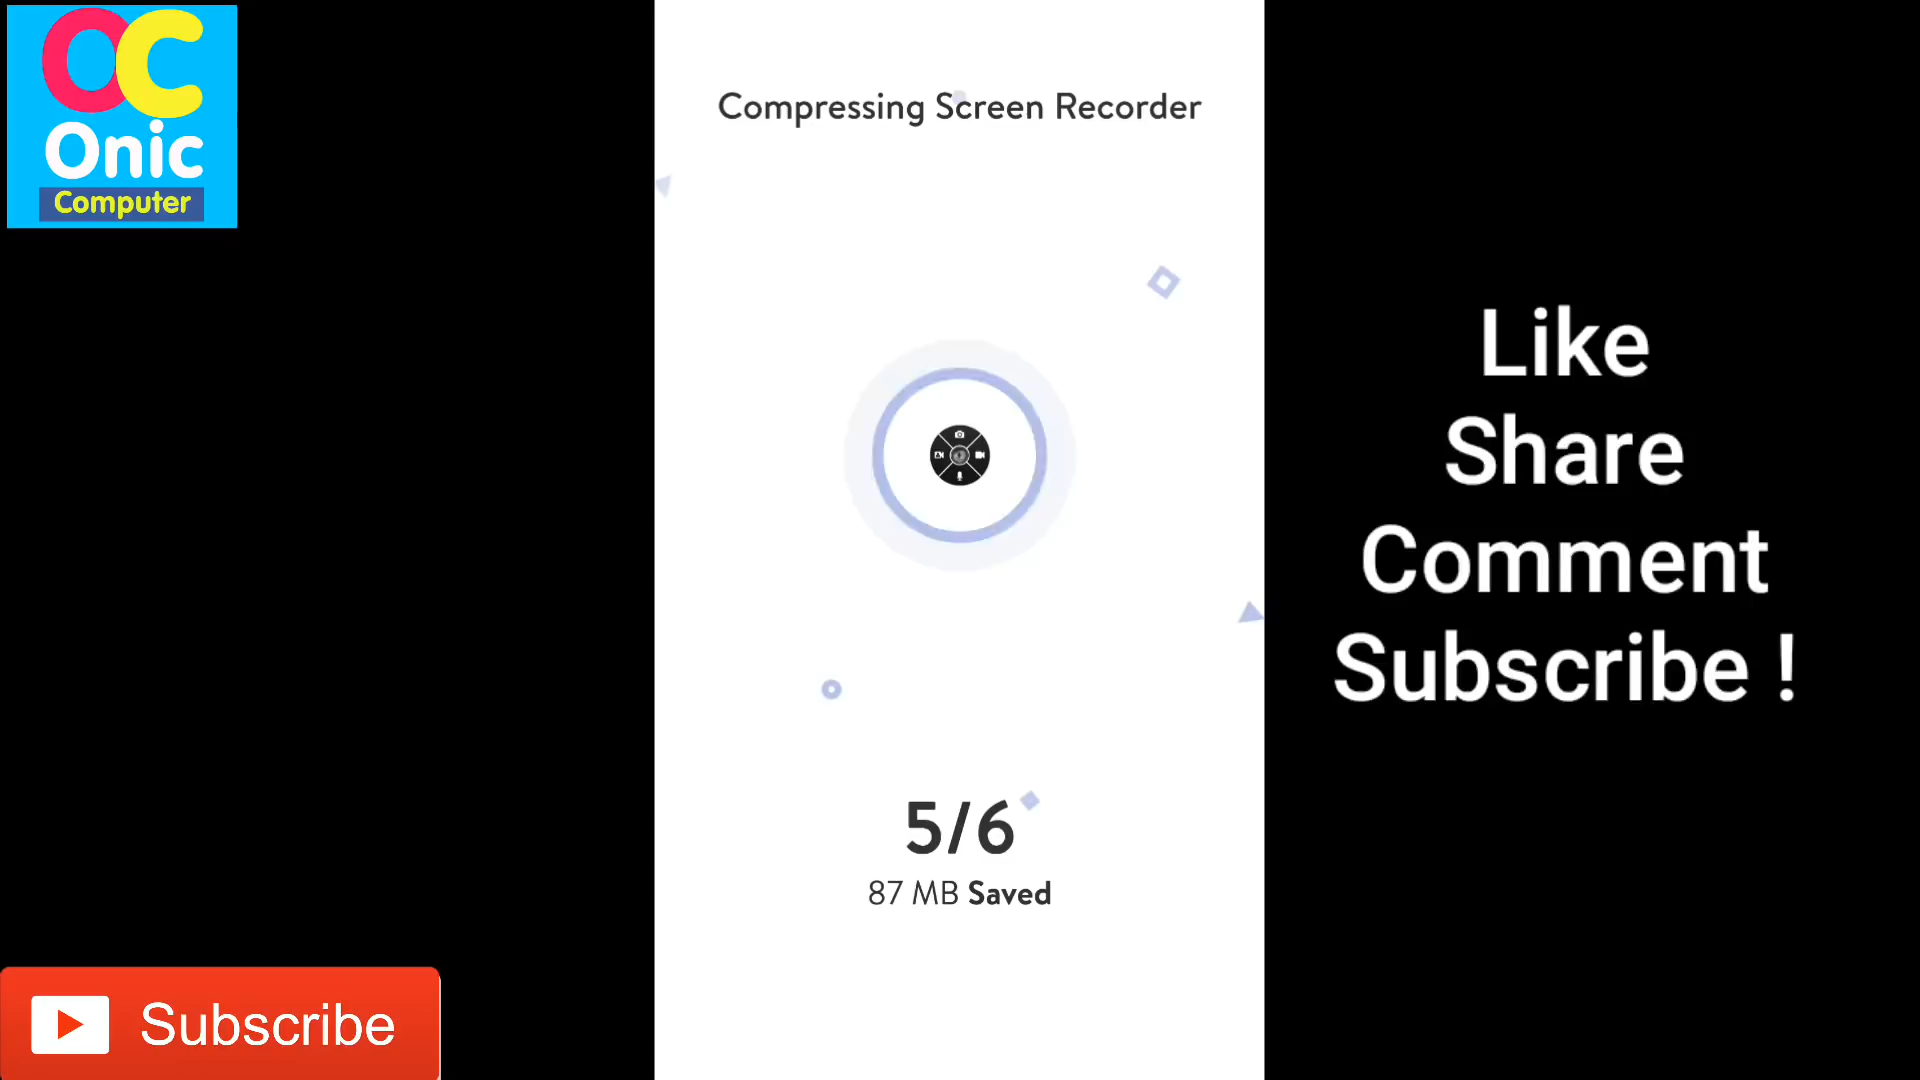 OC
Onic
Computer
Compressing Screen Recorder
5/6
87 MB Saved
Like
Share
Comment
Subscribe !
Subscribe